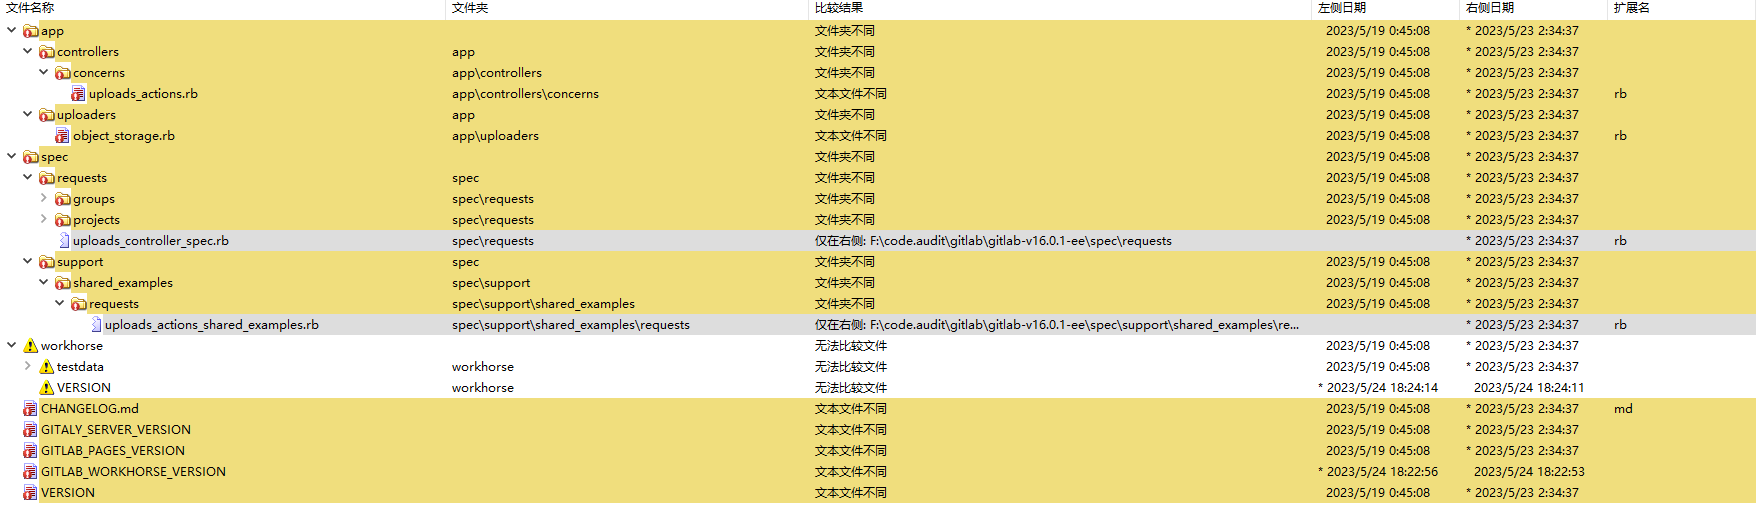 文件名称 文件夹 比较结果 左侧日期 右侧日期 扩展名
app 文件夹不同 2023/5/19 0:45:08 * 2023/5/23 2:34:37
controllers app 文件夹不同 2023/5/19 0:45:08 * 2023/5/23 2:34:37
concerns app\controllers 文件夹不同 2023/5/19 0:45:08 * 2023/5/23 2:34:37
uploads_actions.rb app\controllers\concerns 文本文件不同 2023/5/19 0:45:08 * 2023/5/23 2:34:37 rb
uploaders app 文件夹不同 2023/5/19 0:45:08 * 2023/5/23 2:34:37
object_storage.rb app\uploaders 文本文件不同 2023/5/19 0:45:08 * 2023/5/23 2:34:37 rb
spec 文件夹不同 2023/5/19 0:45:08 * 2023/5/23 2:34:37
requests spec 文件夹不同 2023/5/19 0:45:08 * 2023/5/23 2:34:37
groups spec\requests 文件夹不同 2023/5/19 0:45:08 * 2023/5/23 2:34:37
projects spec\requests 文件夹不同 2023/5/19 0:45:08 * 2023/5/23 2:34:37
uploads_controller_spec.rb spec\requests 仅在右侧: F:\code.audit\gitlab\gitlab-v16.0.1-ee\spec\requests * 2023/5/23 2:34:37 rb
support spec 文件夹不同 2023/5/19 0:45:08 * 2023/5/23 2:34:37
shared_examples spec\support 文件夹不同 2023/5/19 0:45:08 * 2023/5/23 2:34:37
requests spec\support\shared_examples 文件夹不同 2023/5/19 0:45:08 * 2023/5/23 2:34:37
uploads_actions_shared_examples.rb spec\support\shared_examples\requests 仅在右侧: F:\code.audit\gitlab\gitlab-v16.0.1-ee\spec\support\shared_examples\re... * 2023/5/23 2:34:37 rb
workhorse 无法比较文件 2023/5/19 0:45:08 * 2023/5/23 2:34:37
testdata workhorse 无法比较文件 2023/5/19 0:45:08 * 2023/5/23 2:34:37
VERSION workhorse 无法比较文件 * 2023/5/24 18:24:14 2023/5/24 18:24:11
CHANGELOG.md 文本文件不同 2023/5/19 0:45:08 * 2023/5/23 2:34:37 md
GITALY_SERVER_VERSION 文本文件不同 2023/5/19 0:45:08 * 2023/5/23 2:34:37
GITLAB_PAGES_VERSION 文本文件不同 2023/5/19 0:45:08 * 2023/5/23 2:34:37
GITLAB_WORKHORSE_VERSION 文本文件不同 * 2023/5/24 18:22:56 2023/5/24 18:22:53
VERSION 文本文件不同 2023/5/19 0:45:08 * 2023/5/23 2:34:37